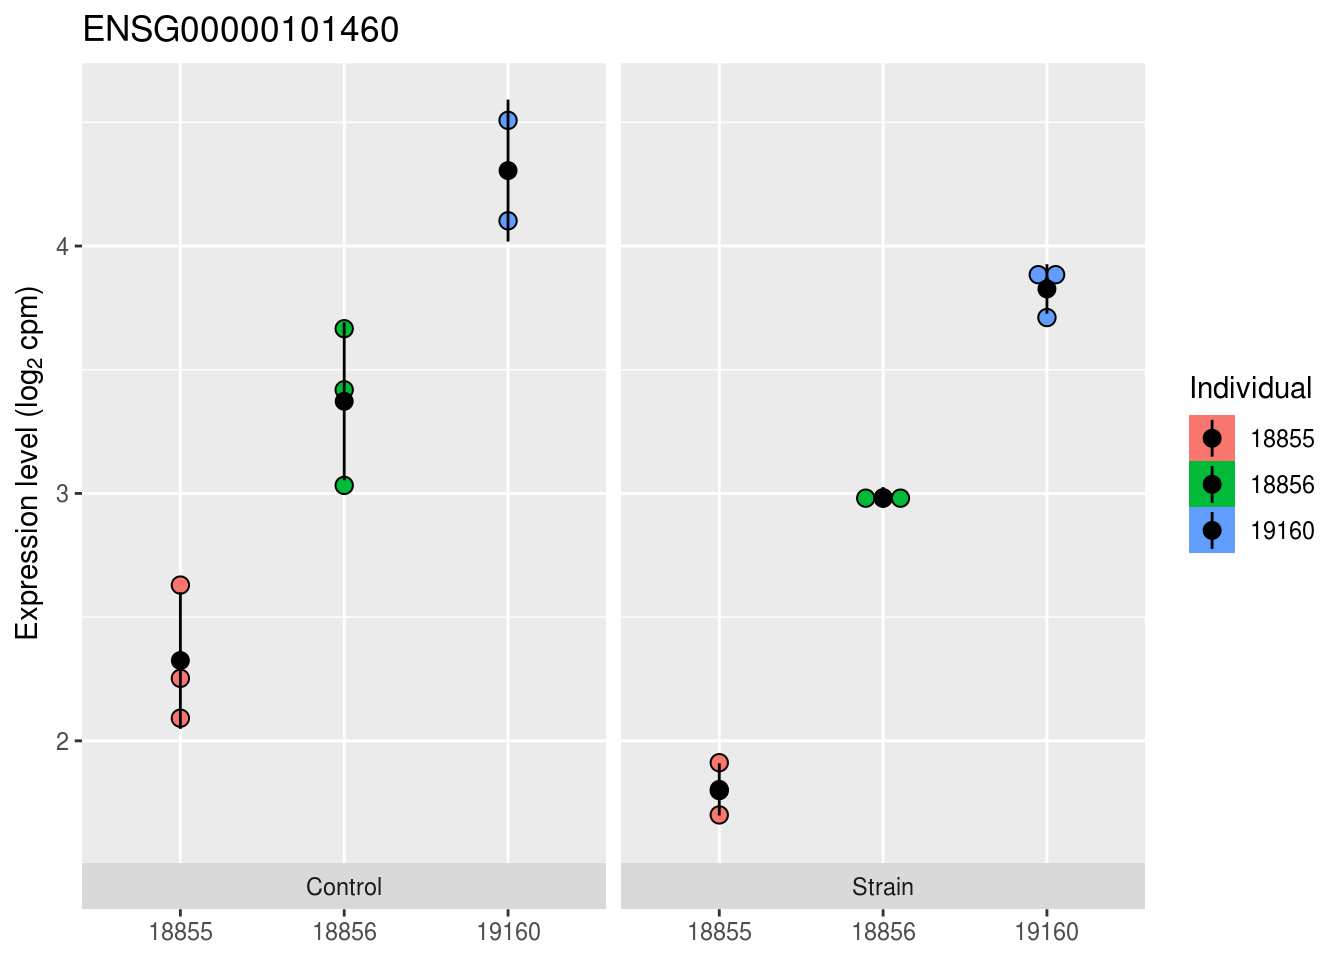 ENSG00000101460
Expression level (log₂ cpm)
4
3
2
Control
Strain
18855
18856
19160
18855
18856
19160
Individual
18855
18856
19160